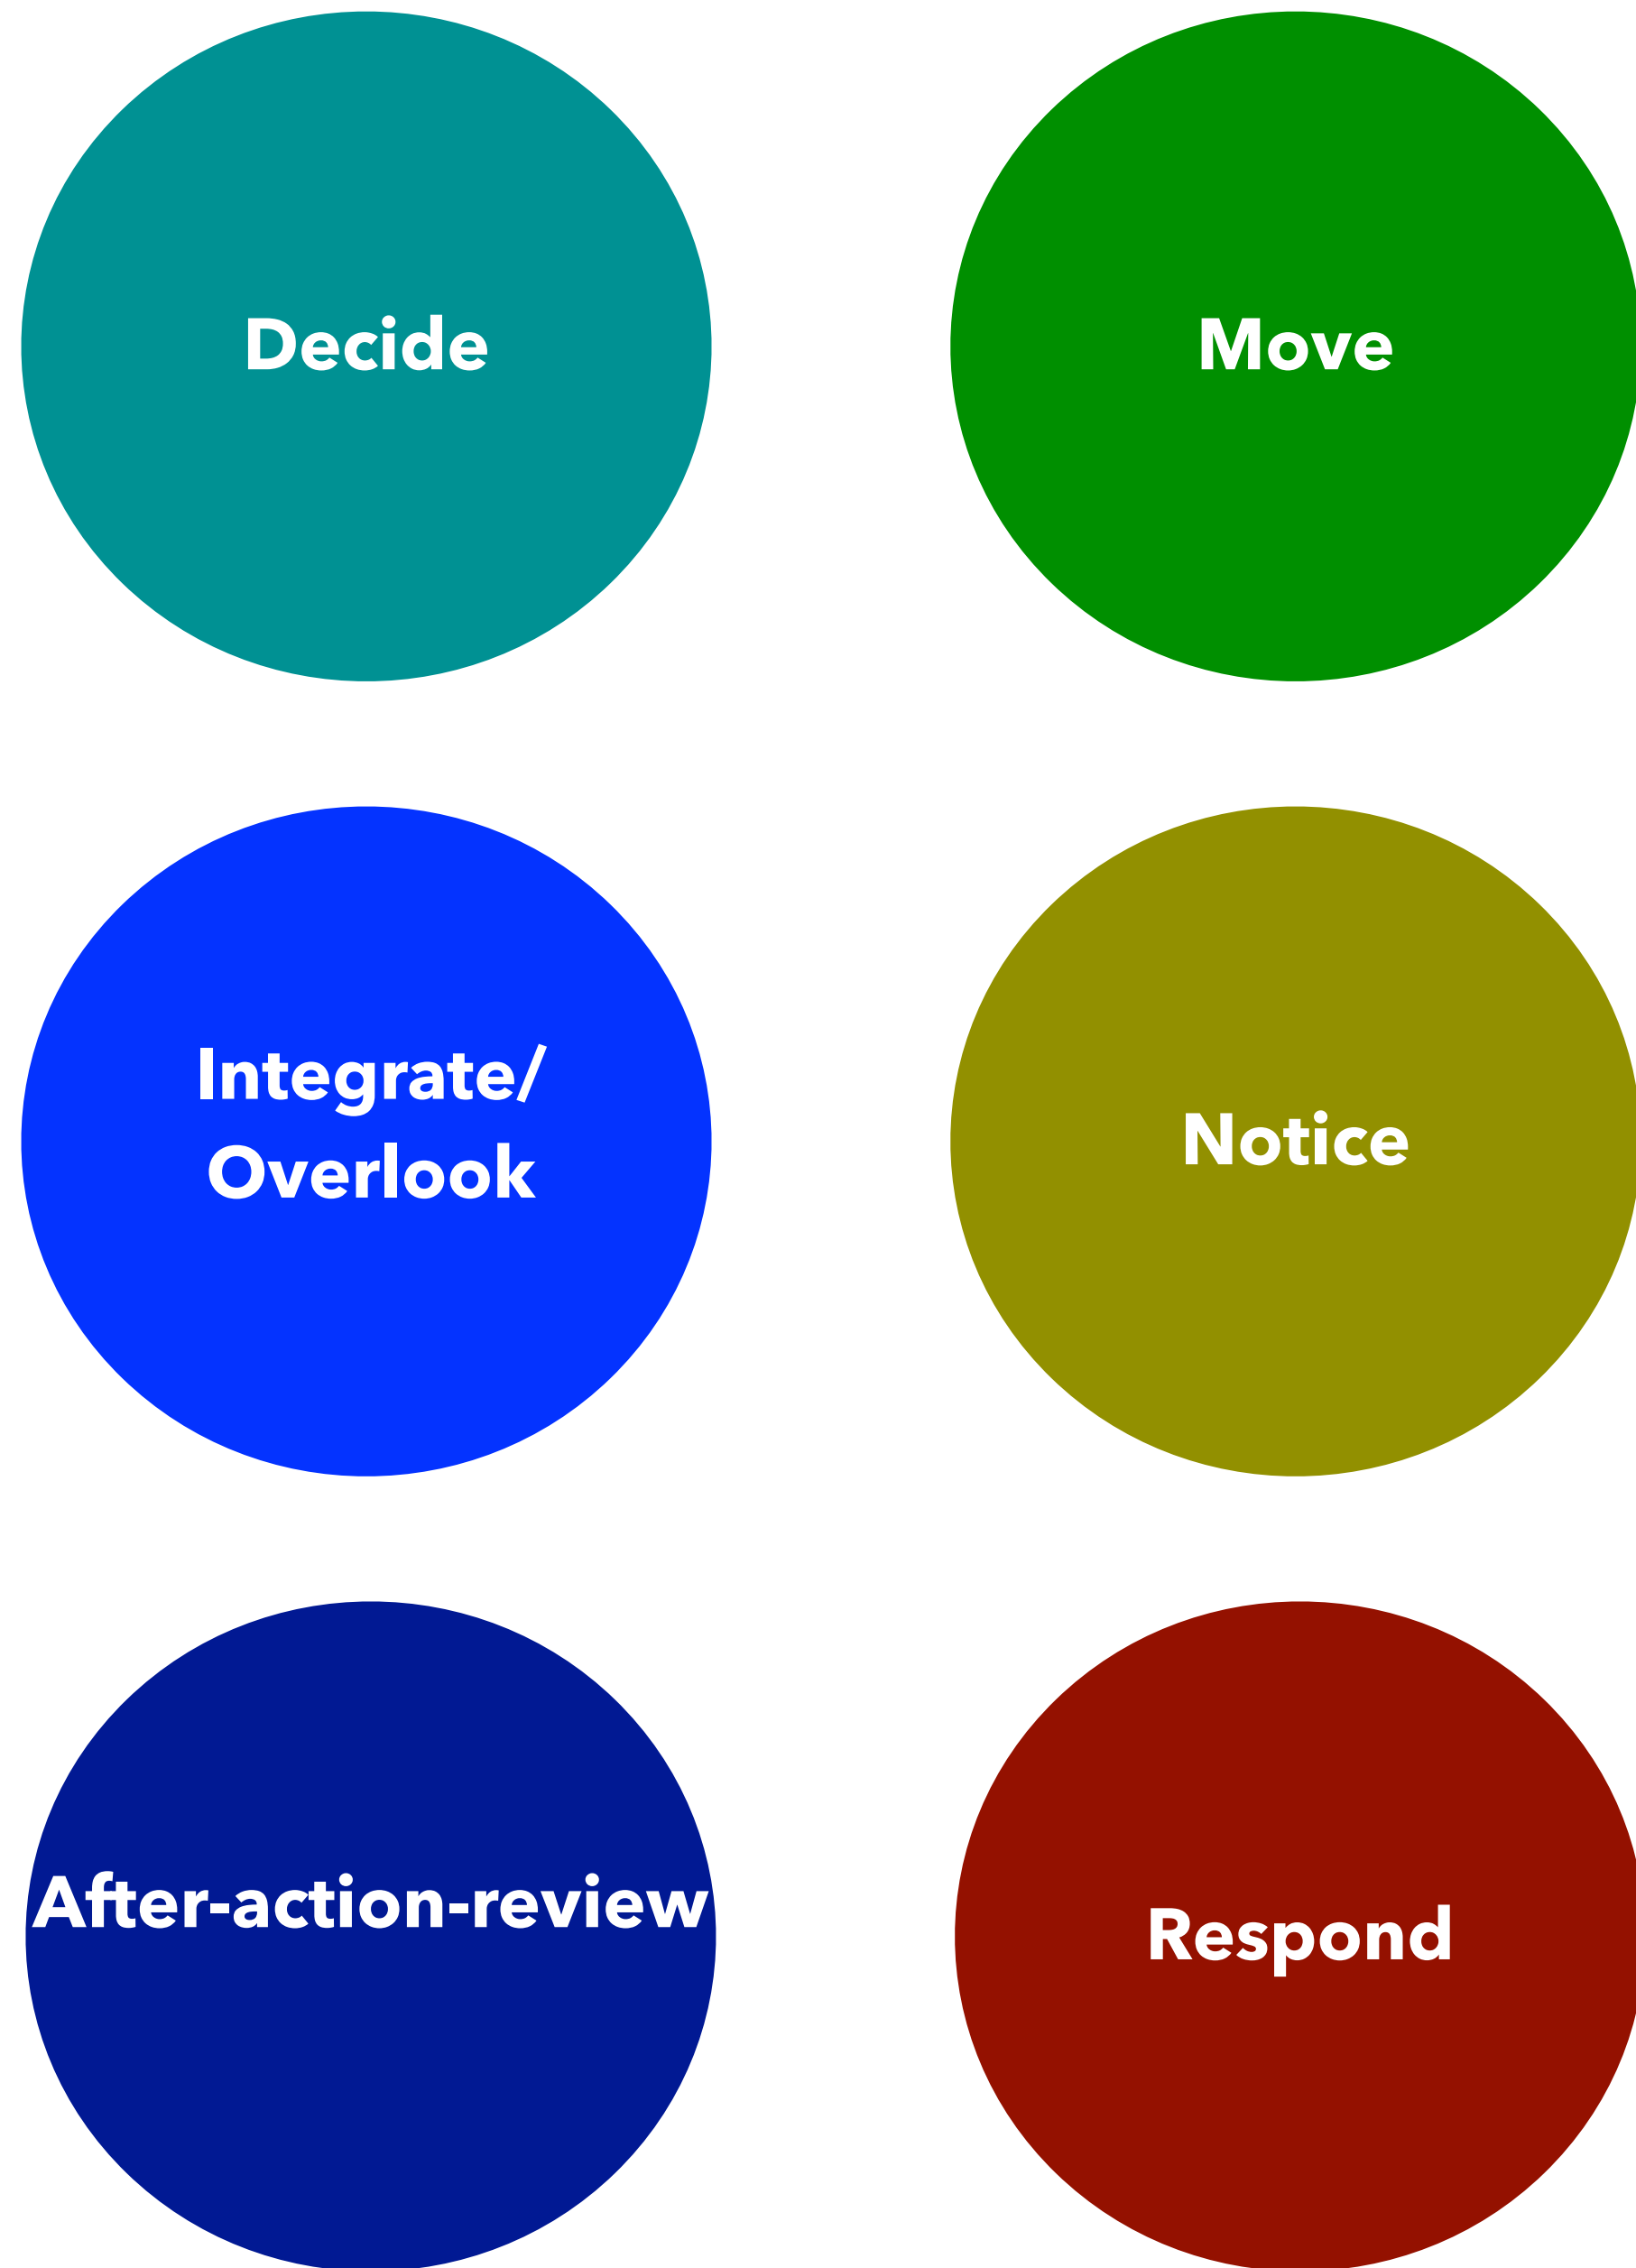 Decide
Move
Integrate/
Overlook
Notice
After-action-review
Respond